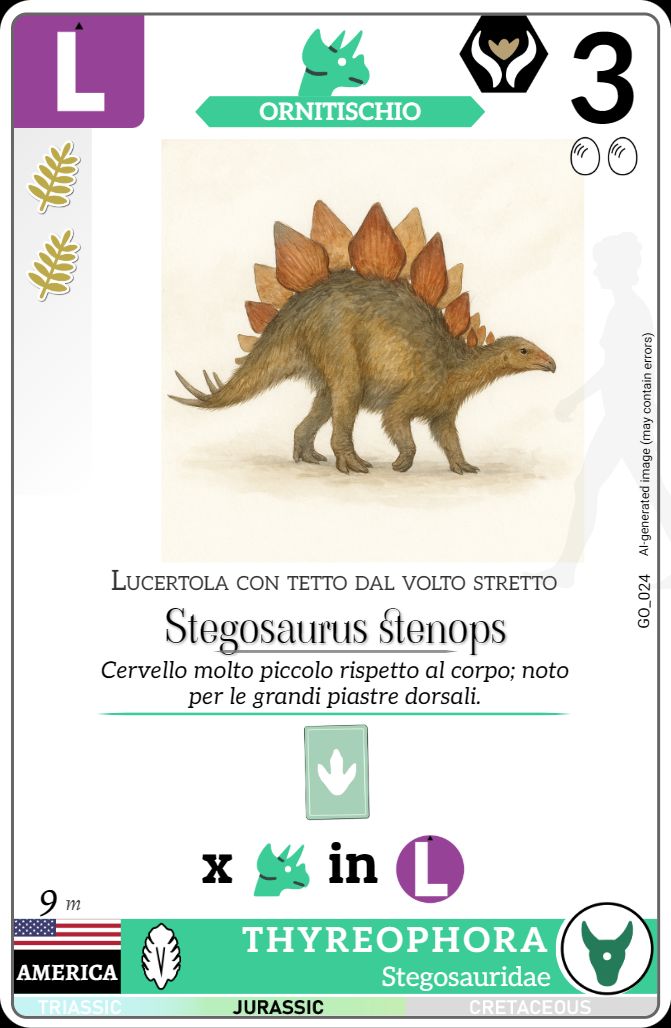 L
ORNITISCHIO
3
AI-generated image (may contain errors)
GO_024
Lucertola con tetto dal volto stretto
Stegosaurus stenops
Cervello molto piccolo rispetto al corpo; noto
per le grandi piastre dorsali.
x in L
9 m
AMERICA
THYREOPHORA
Stegosauridae
TRIASSIC JURASSIC CRETACEOUS